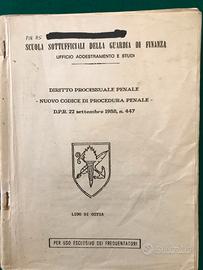 SCUOLA SOTTUFFICIALI DELLA GUARDIA DI FINANZA
UFFICIO ADDESTRAMENTO E STUDI
DIRITTO PROCESSUALE PENALE
- NUOVO CODICE DI PROCEDURA PENALE -
D.P.R. 22 settembre 1988, n. 447
LIDO DI OSTIA
PER USO ESCLUSIVO DEI FREQUENTATORI